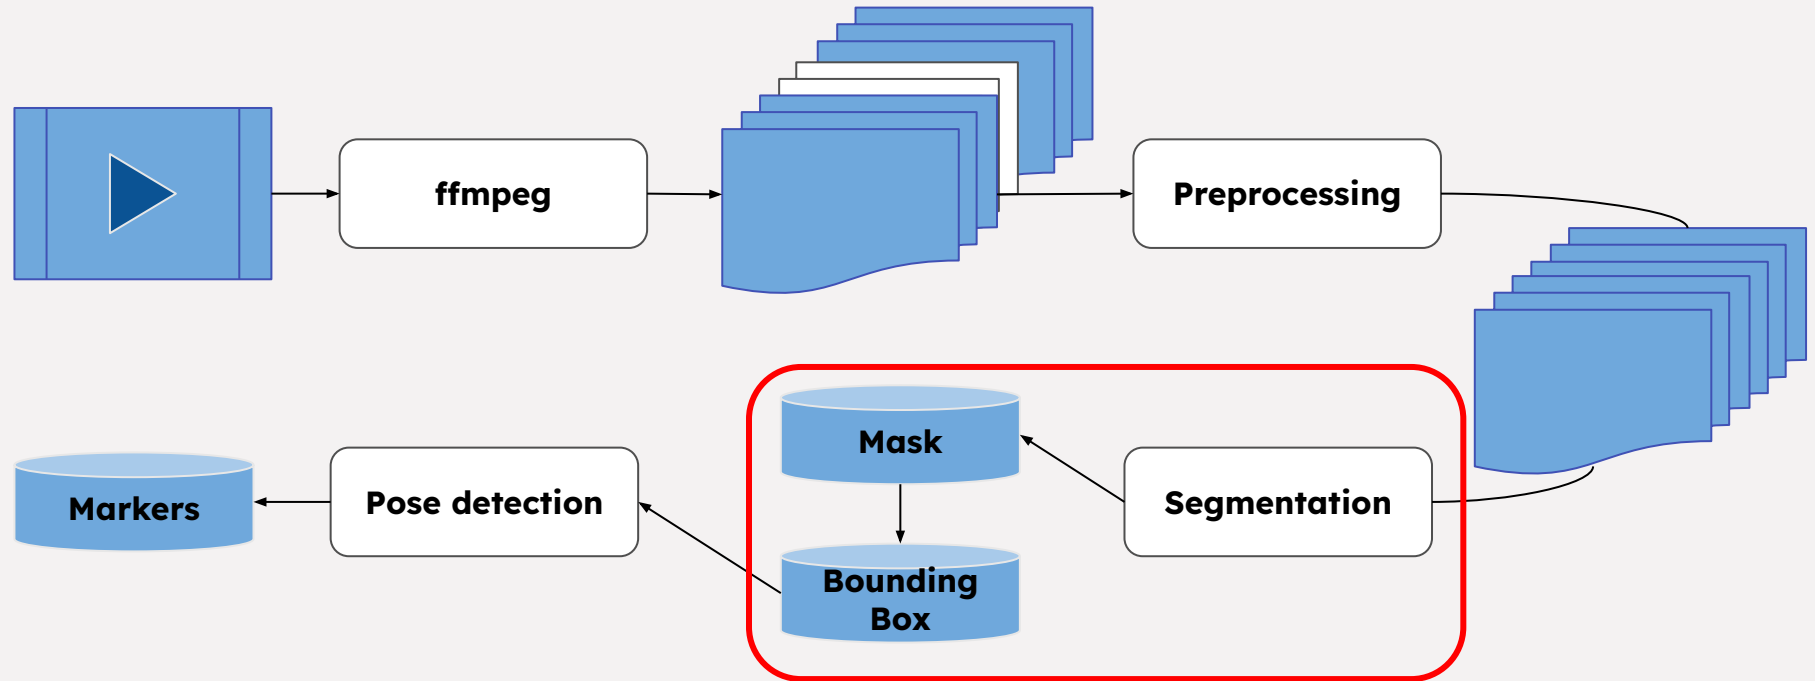 ffmpeg
Preprocessing
Mask
Segmentation
Pose detection
Markers
Bounding
Box